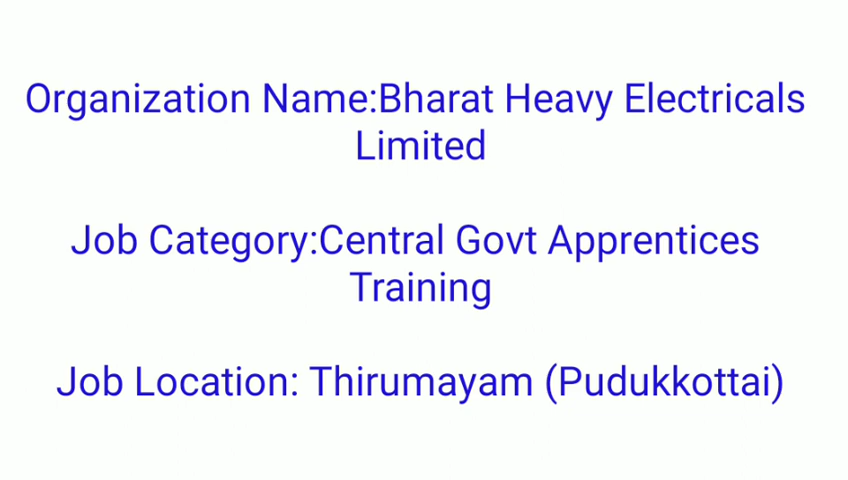 Organization Name:Bharat Heavy Electricals
Limited
Job Category:Central Govt Apprentices
Training
Job Location: Thirumayam (Pudukkottai)